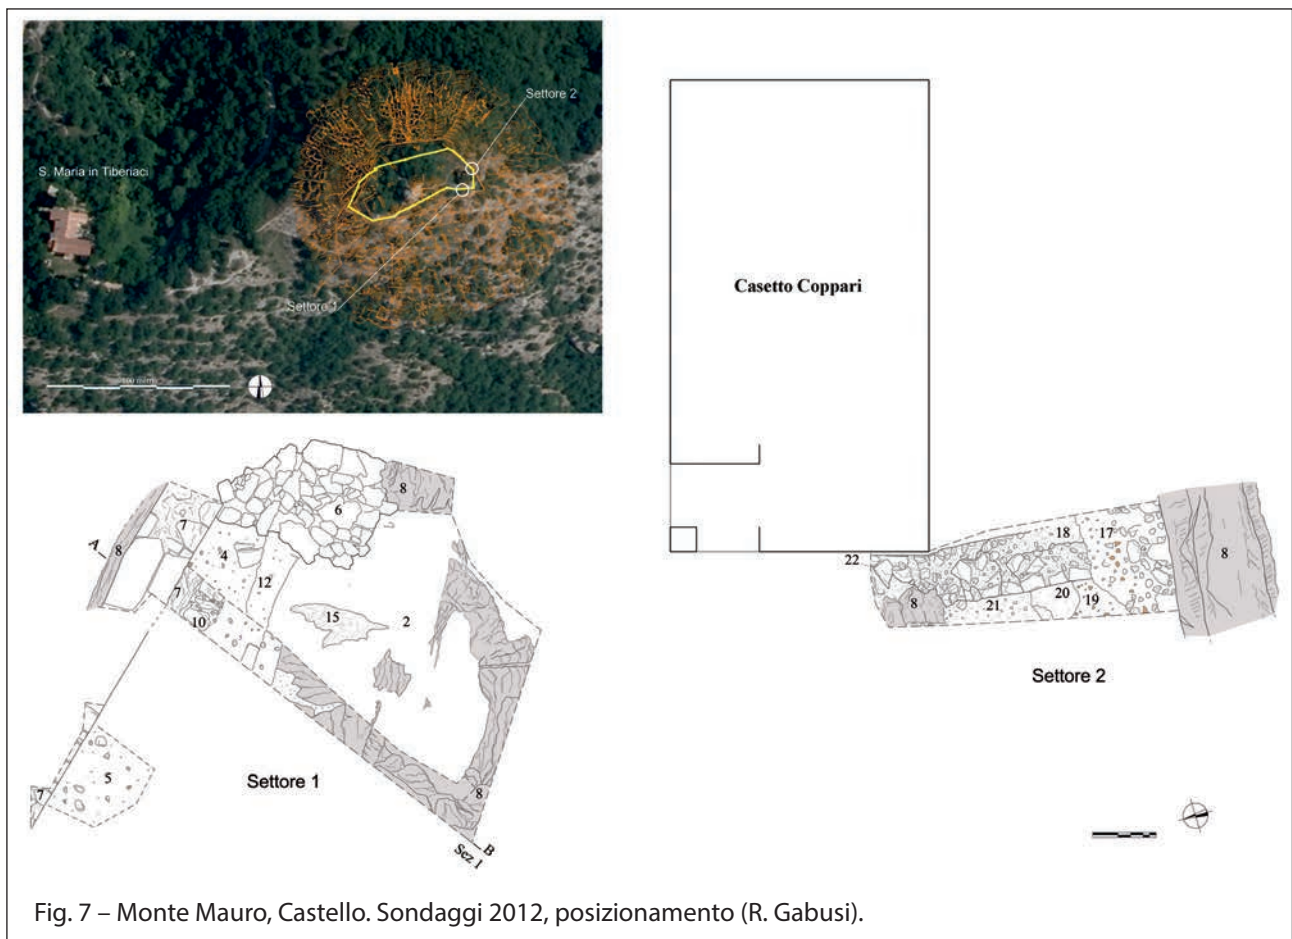 Settore 2
S. Maria in Tiberiaci
Settore 1
Casetto Coppari
8
6
7
A
8
4
12
7
10
15
2
5
7
Settore 1
8
B
Sez 1
18
17
22
8
8
21
20
19
Settore 2
Fig. 7 – Monte Mauro, Castello. Sondaggi 2012, posizionamento (R. Gabusi).